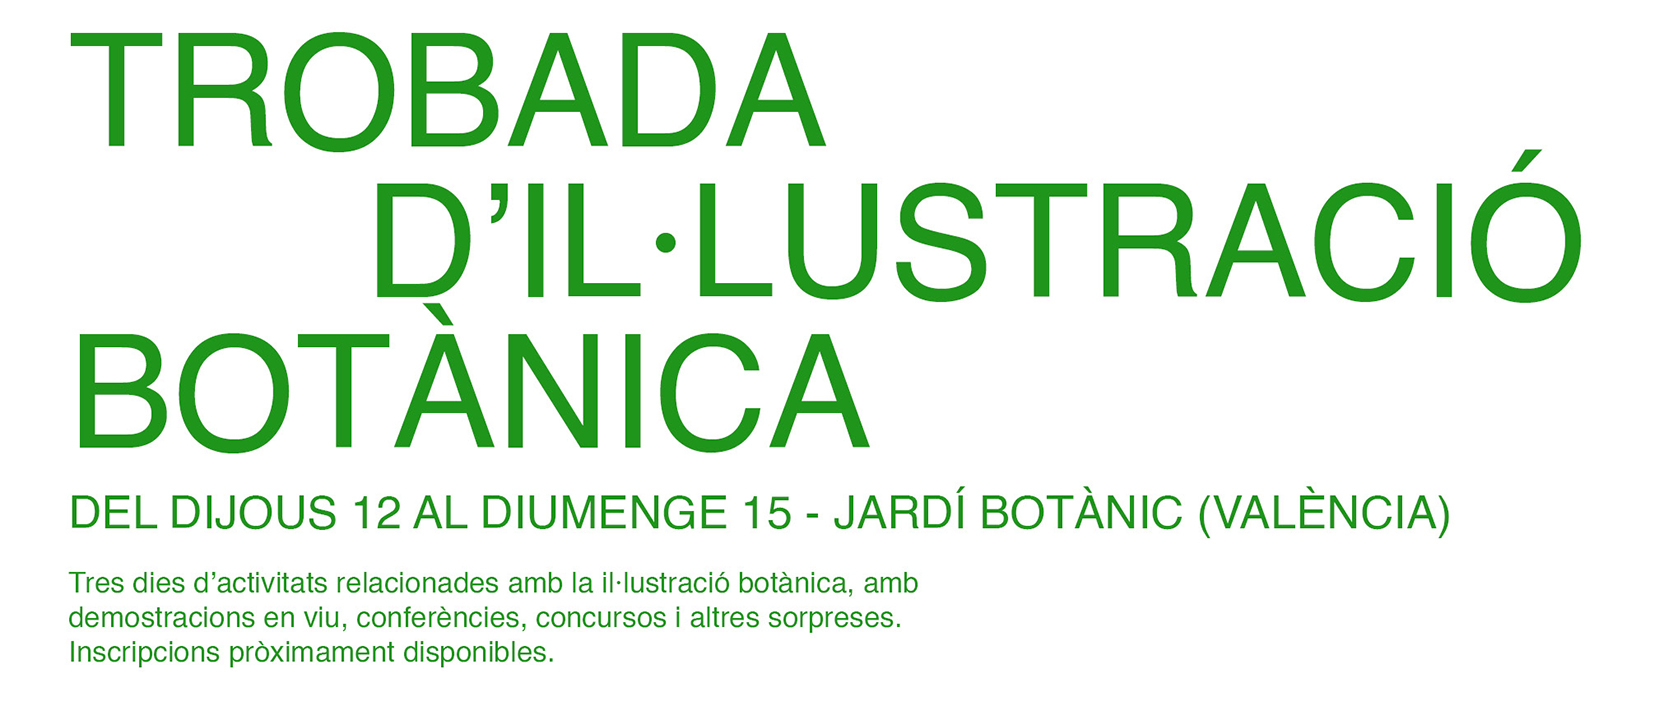 TROBADA
D’IL·LUSTRACIÓ
BOTÀNICA
DEL DIJOUS 12 AL DIUMENGE 15 - JARDÍ BOTÀNIC (VALÈNCIA)
Tres dies d’activitats relacionades amb la il·lustració botànica, amb
demostracions en viu, conferències, concursos i altres sorpreses.
Inscripcions pròximament disponibles.